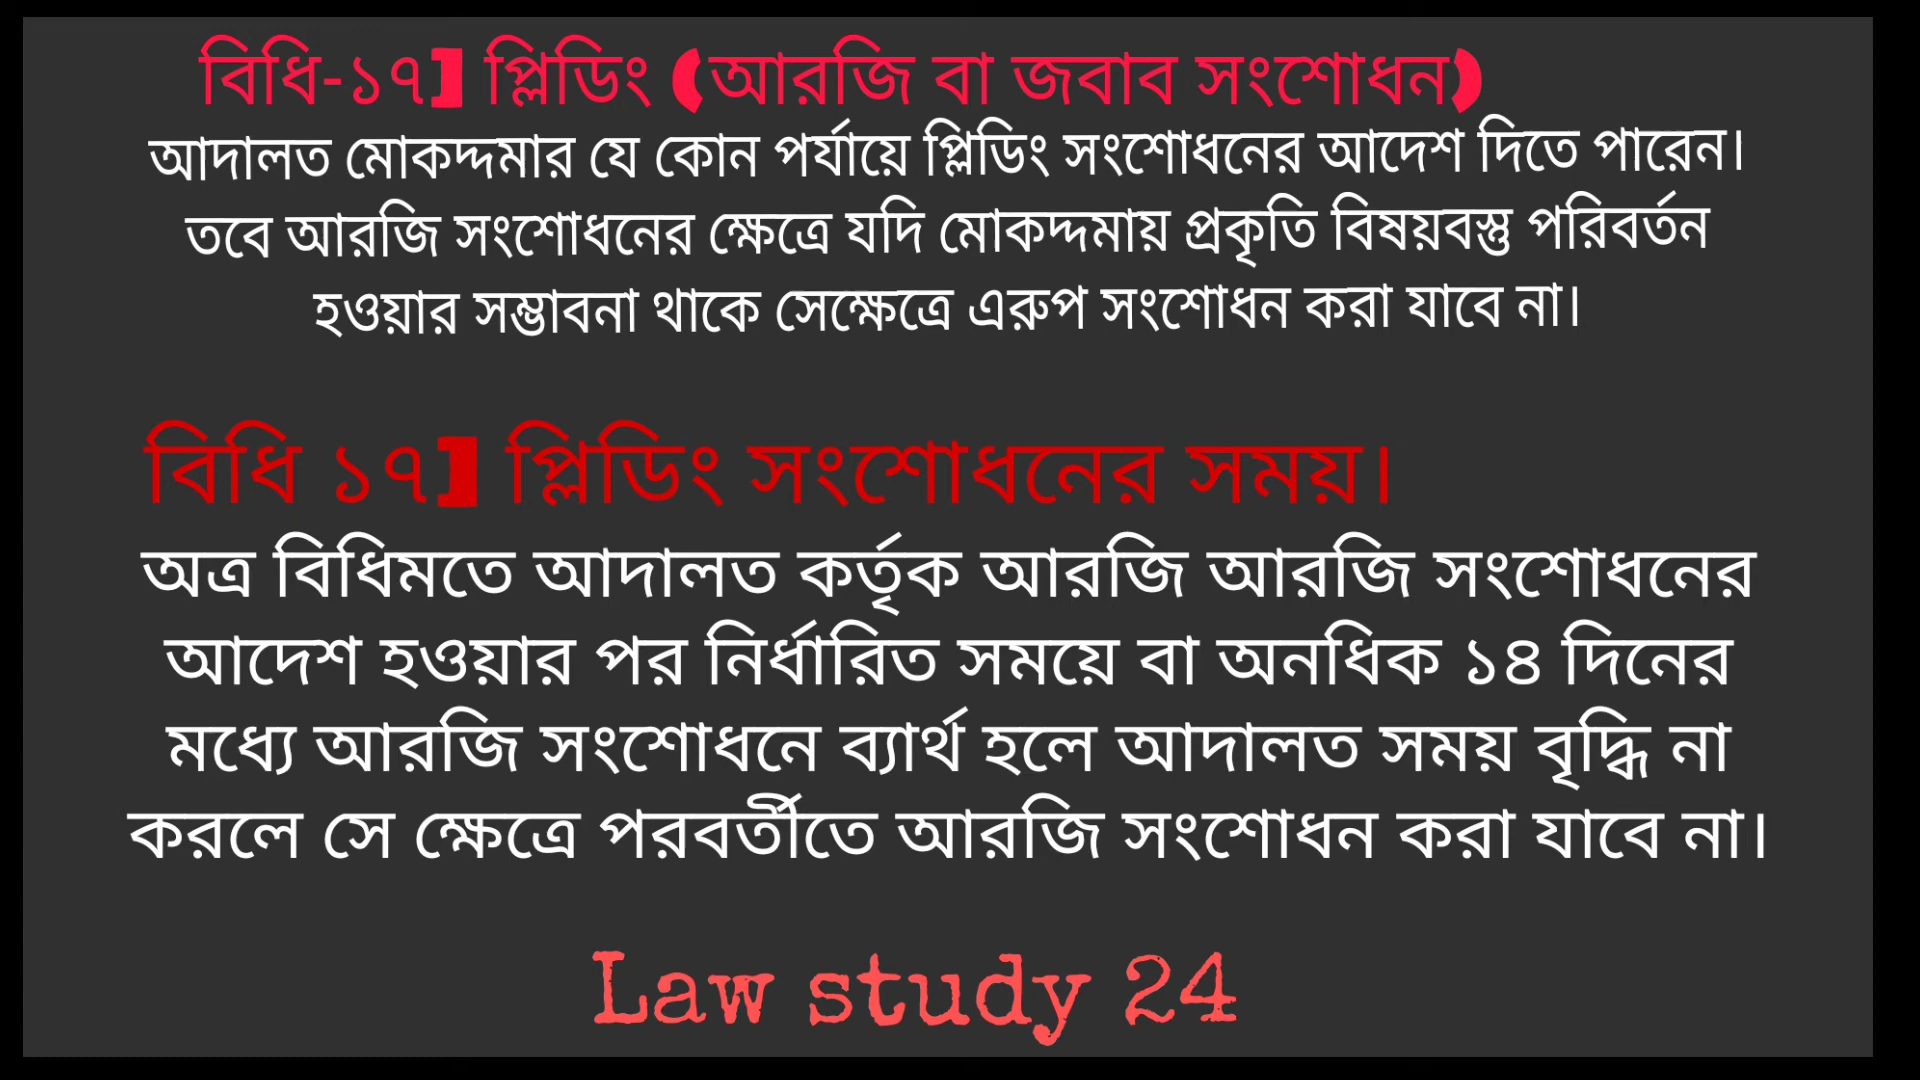 বিধি-১৭] প্লিডিং (আরজি বা জবাব সংশোধন)
আদালত মোকদ্দমার যে কোন পর্যায়ে প্লিডিং সংশোধনের আদেশ দিতে পারেন।
তবে আরজি সংশোধনের ক্ষেত্রে যদি মোকদ্দমায় প্রকৃতি বিষয়বস্তু পরিবর্তন
হওয়ার সম্ভাবনা থাকে সেক্ষেত্রে এরুপ সংশোধন করা যাবে না।
বিধি ১৭] প্লিডিং সংশোধনের সময়।
অত্র বিধিমতে আদালত কর্তৃক আরজি আরজি সংশোধনের
আদেশ হওয়ার পর নির্ধারিত সময়ে বা অনধিক ১৪ দিনের
মধ্যে আরজি সংশোধনে ব্যার্থ হলে আদালত সময় বৃদ্ধি না
করলে সে ক্ষেত্রে পরবর্তীতে আরজি সংশোধন করা যাবে না।
Law study 24